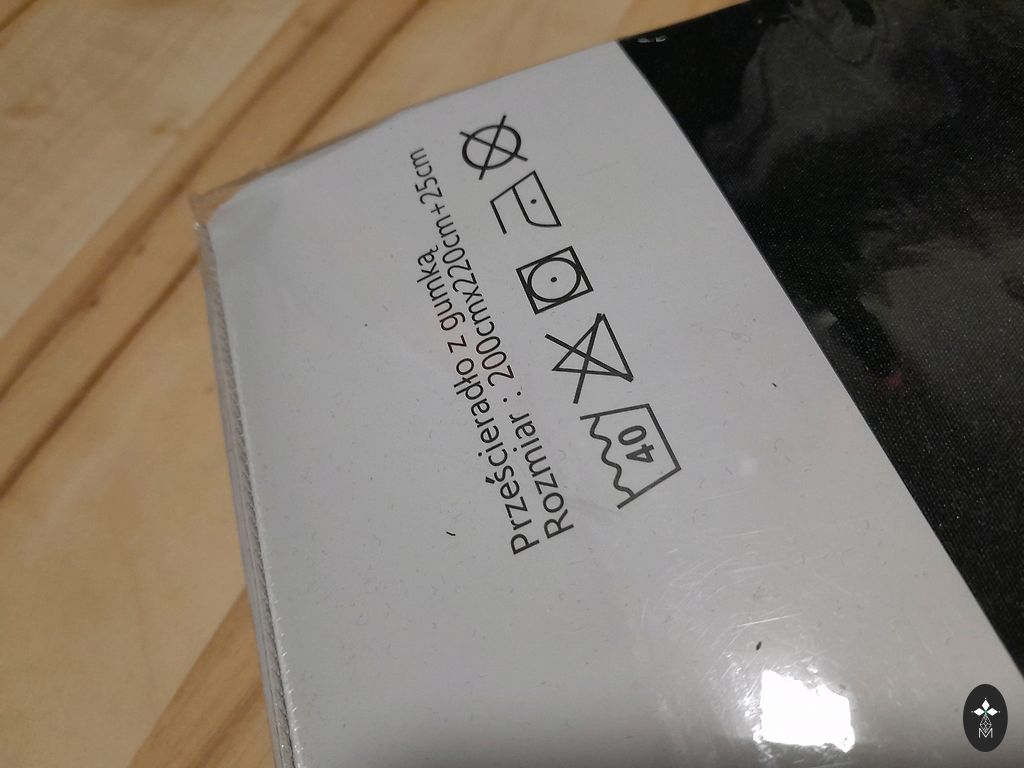 Prześcieradło z gumką
Rozmiar : 200cmx220cm+25cm
40
M